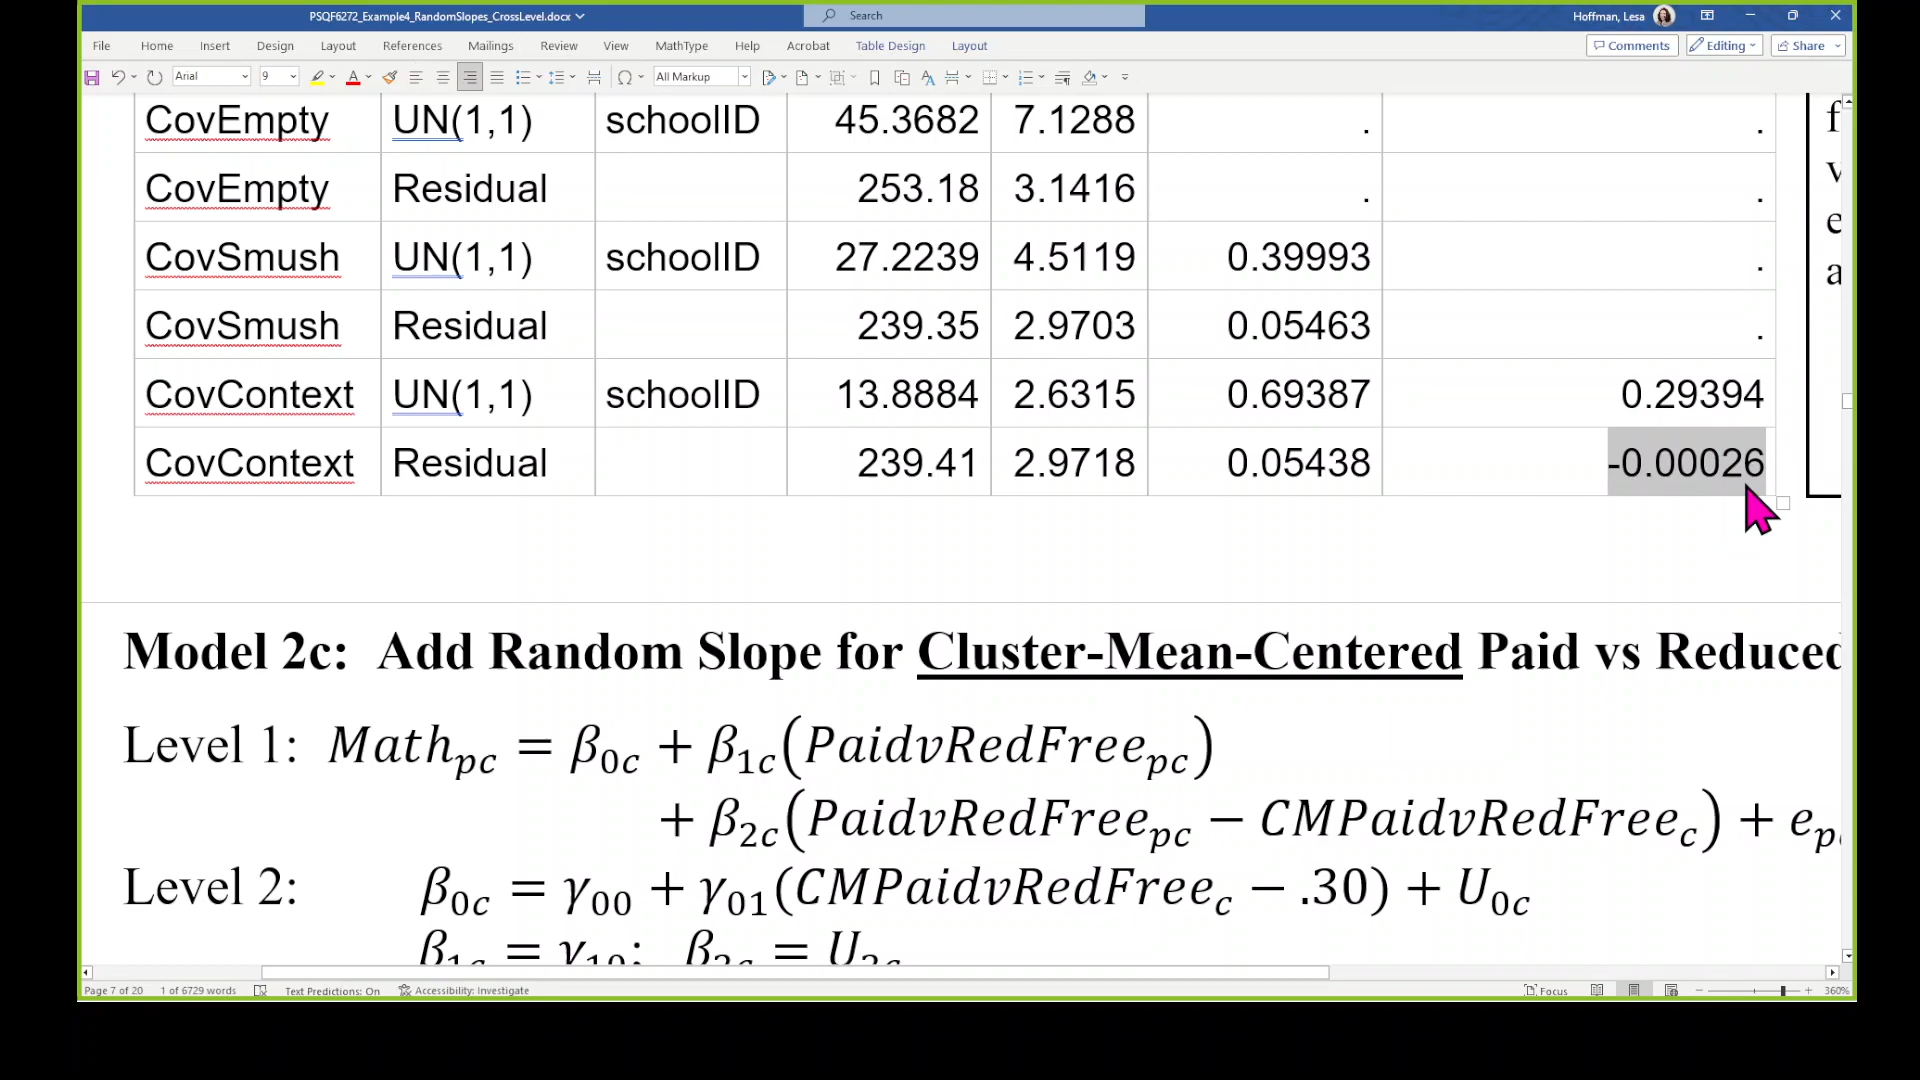 PSQF6272_Example4_RandomSlopes_CrossLevel.docx
Search
Hoffman, Lesa
File Home Insert Design Layout References Mailings Review View MathType Help Acrobat Table Design Layout
Comments Editing Share
Arial 9 All Markup
CovEmpty UN(1,1) schoolID 45.3682 7.1288 . .
CovEmpty Residual 253.18 3.1416 . .
CovSmush UN(1,1) schoolID 27.2239 4.5119 0.39993 .
CovSmush Residual 239.35 2.9703 0.05463 .
CovContext UN(1,1) schoolID 13.8884 2.6315 0.69387 0.29394
CovContext Residual 239.41 2.9718 0.05438 -0.00026
f
v
e
a
Model 2c: Add Random Slope for Cluster-Mean-Centered Paid vs Reduced
Level 1: Math_pc = β_0c + β_1c(PaidvRedFree_pc)
+ β_2c(PaidvRedFree_pc − CMPaidvRedFree_c) + e_p
Level 2: β_0c = γ_00 + γ_01(CMPaidvRedFree_c − .30) + U_0c
β_1c = γ_10; β_2c = U_2c
Page 7 of 20 1 of 6729 words Text Predictions: On Accessibility: Investigate Focus 360%